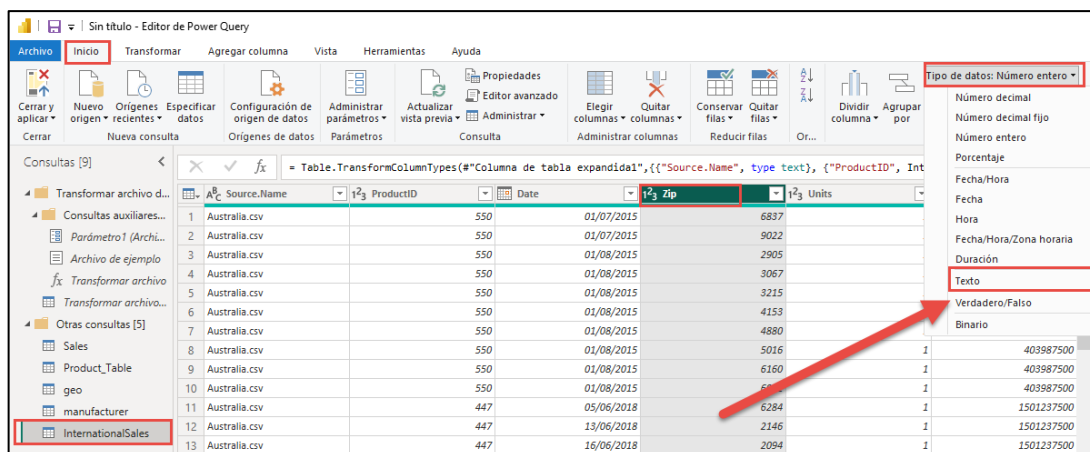 Sin título - Editor de Power Query
Archivo Inicio Transformar Agregar columna Vista Herramientas Ayuda
Cerrar y aplicar
Nuevo origen
Orígenes recientes
Especificar datos
Configuración de origen de datos
Administrar parámetros
Actualizar vista previa
Propiedades
Editor avanzado
Administrar
Elegir columnas
Quitar columnas
Conservar filas
Quitar filas
Dividir columna
Agrupar por
Tipo de datos: Número entero
Cerrar Nueva consulta Orígenes de datos Parámetros Consulta Administrar columnas Reducir filas Or...
Número decimal
Número decimal fijo
Número entero
Porcentaje
Fecha/Hora
Fecha
Hora
Fecha/Hora/Zona horaria
Duración
Texto
Verdadero/Falso
Binario
Consultas [9]
fx = Table.TransformColumnTypes(#"Columna de tabla expandida1",{{"Source.Name", type text}, {"ProductID", Int
Transformar archivo d...
Consultas auxiliares...
Parámetro1 (Archi...
Archivo de ejemplo
fx Transformar archivo
Transformar archivo...
Otras consultas [5]
Sales
Product_Table
geo
manufacturer
InternationalSales
ABC Source.Name 123 ProductID Date 123 Zip 123 Units
1 Australia.csv 550 01/07/2015 6837
2 Australia.csv 550 01/07/2015 9022
3 Australia.csv 550 01/08/2015 2905
4 Australia.csv 550 01/08/2015 3067
5 Australia.csv 550 01/08/2015 3215
6 Australia.csv 550 01/08/2015 4153
7 Australia.csv 550 01/08/2015 4880
8 Australia.csv 550 01/08/2015 5016 1 403987500
9 Australia.csv 550 01/08/2015 6160 1 403987500
10 Australia.csv 550 01/08/2015 1 403987500
11 Australia.csv 447 05/06/2018 6284 1 1501237500
12 Australia.csv 447 13/06/2018 2146 1 1501237500
13 Australia.csv 447 16/06/2018 2094 1 1501237500